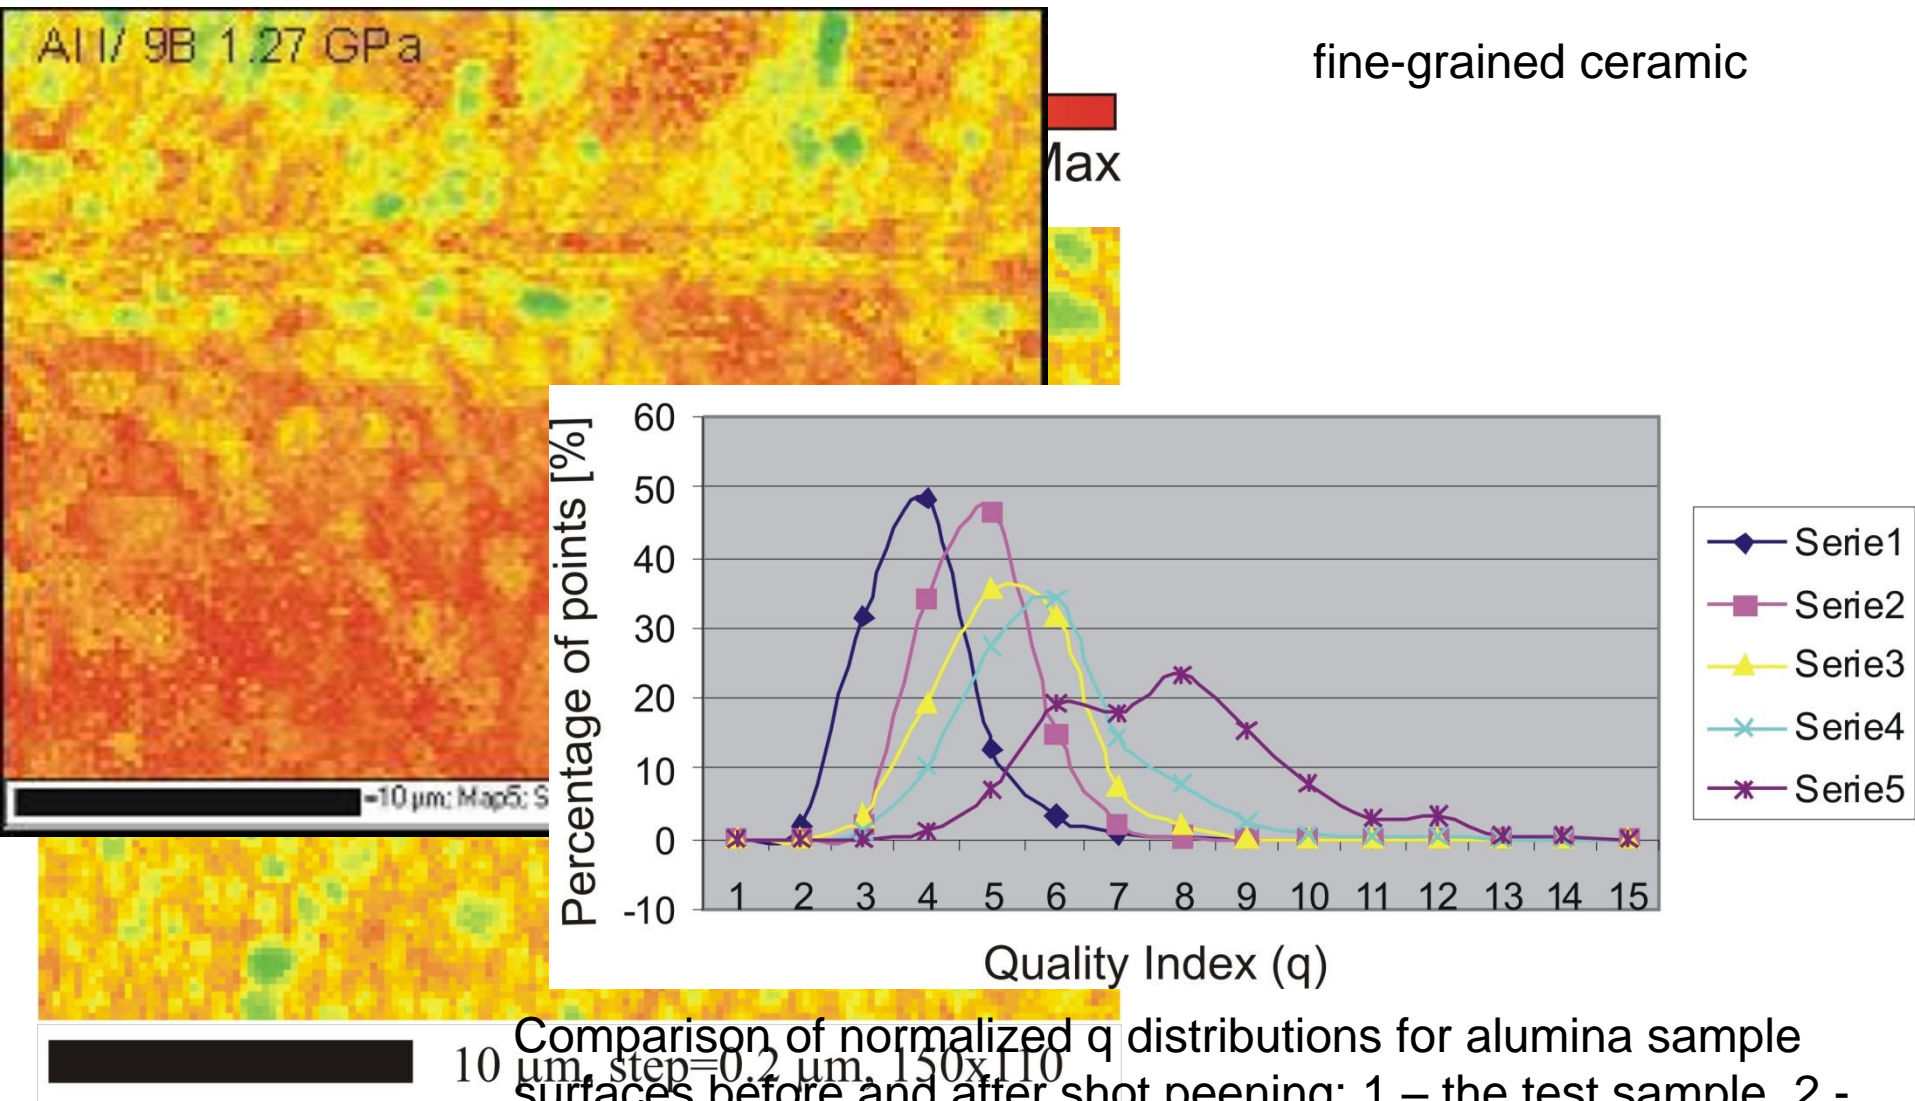 Al I/ 9B 1.27 GPa
fine-grained ceramic
Max
60
50
40
30
20
10
0
-10
Percentage of points [%]
1 2 3 4 5 6 7 8 9 10 11 12 13 14 15
Quality Index (q)
Serie1
Serie2
Serie3
Serie4
Serie5
=10 µm; Map5; S
10 µm, step=0.2 µm, 150x110
Comparison of normalized q distributions for alumina sample
surfaces before and after shot peening: 1 – the test sample, 2 -